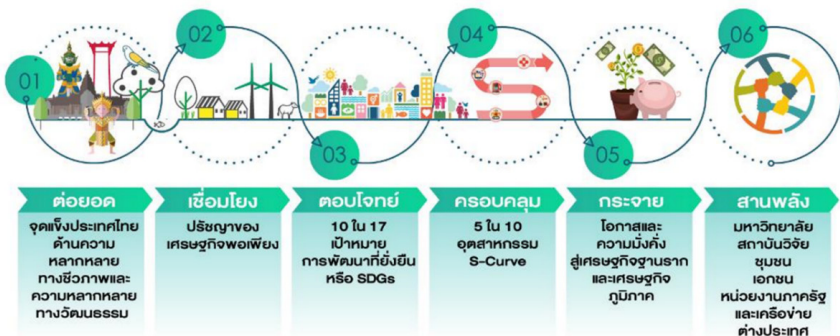 01
02
03
04
05
06
ต่อยอด
จุดแข็งประเทศไทย
ด้านความ
หลากหลาย
ทางชีวภาพและ
ความหลากหลาย
ทางวัฒนธรรม
เชื่อมโยง
ปรัชญาของ
เศรษฐกิจพอเพียง
ตอบโจทย์
10 ใน 17
เป้าหมาย
การพัฒนาที่ยั่งยืน
หรือ SDGs
ครอบคลุม
5 ใน 10
อุตสาหกรรม
S-Curve
กระจาย
โอกาสและ
ความมั่งคั่ง
สู่เศรษฐกิจฐานราก
และเศรษฐกิจ
ภูมิภาค
สานพลัง
มหาวิทยาลัย
สถาบันวิจัย
ชุมชน
เอกชน
หน่วยงานภาครัฐ
และเครือข่าย
ต่างประเทศ